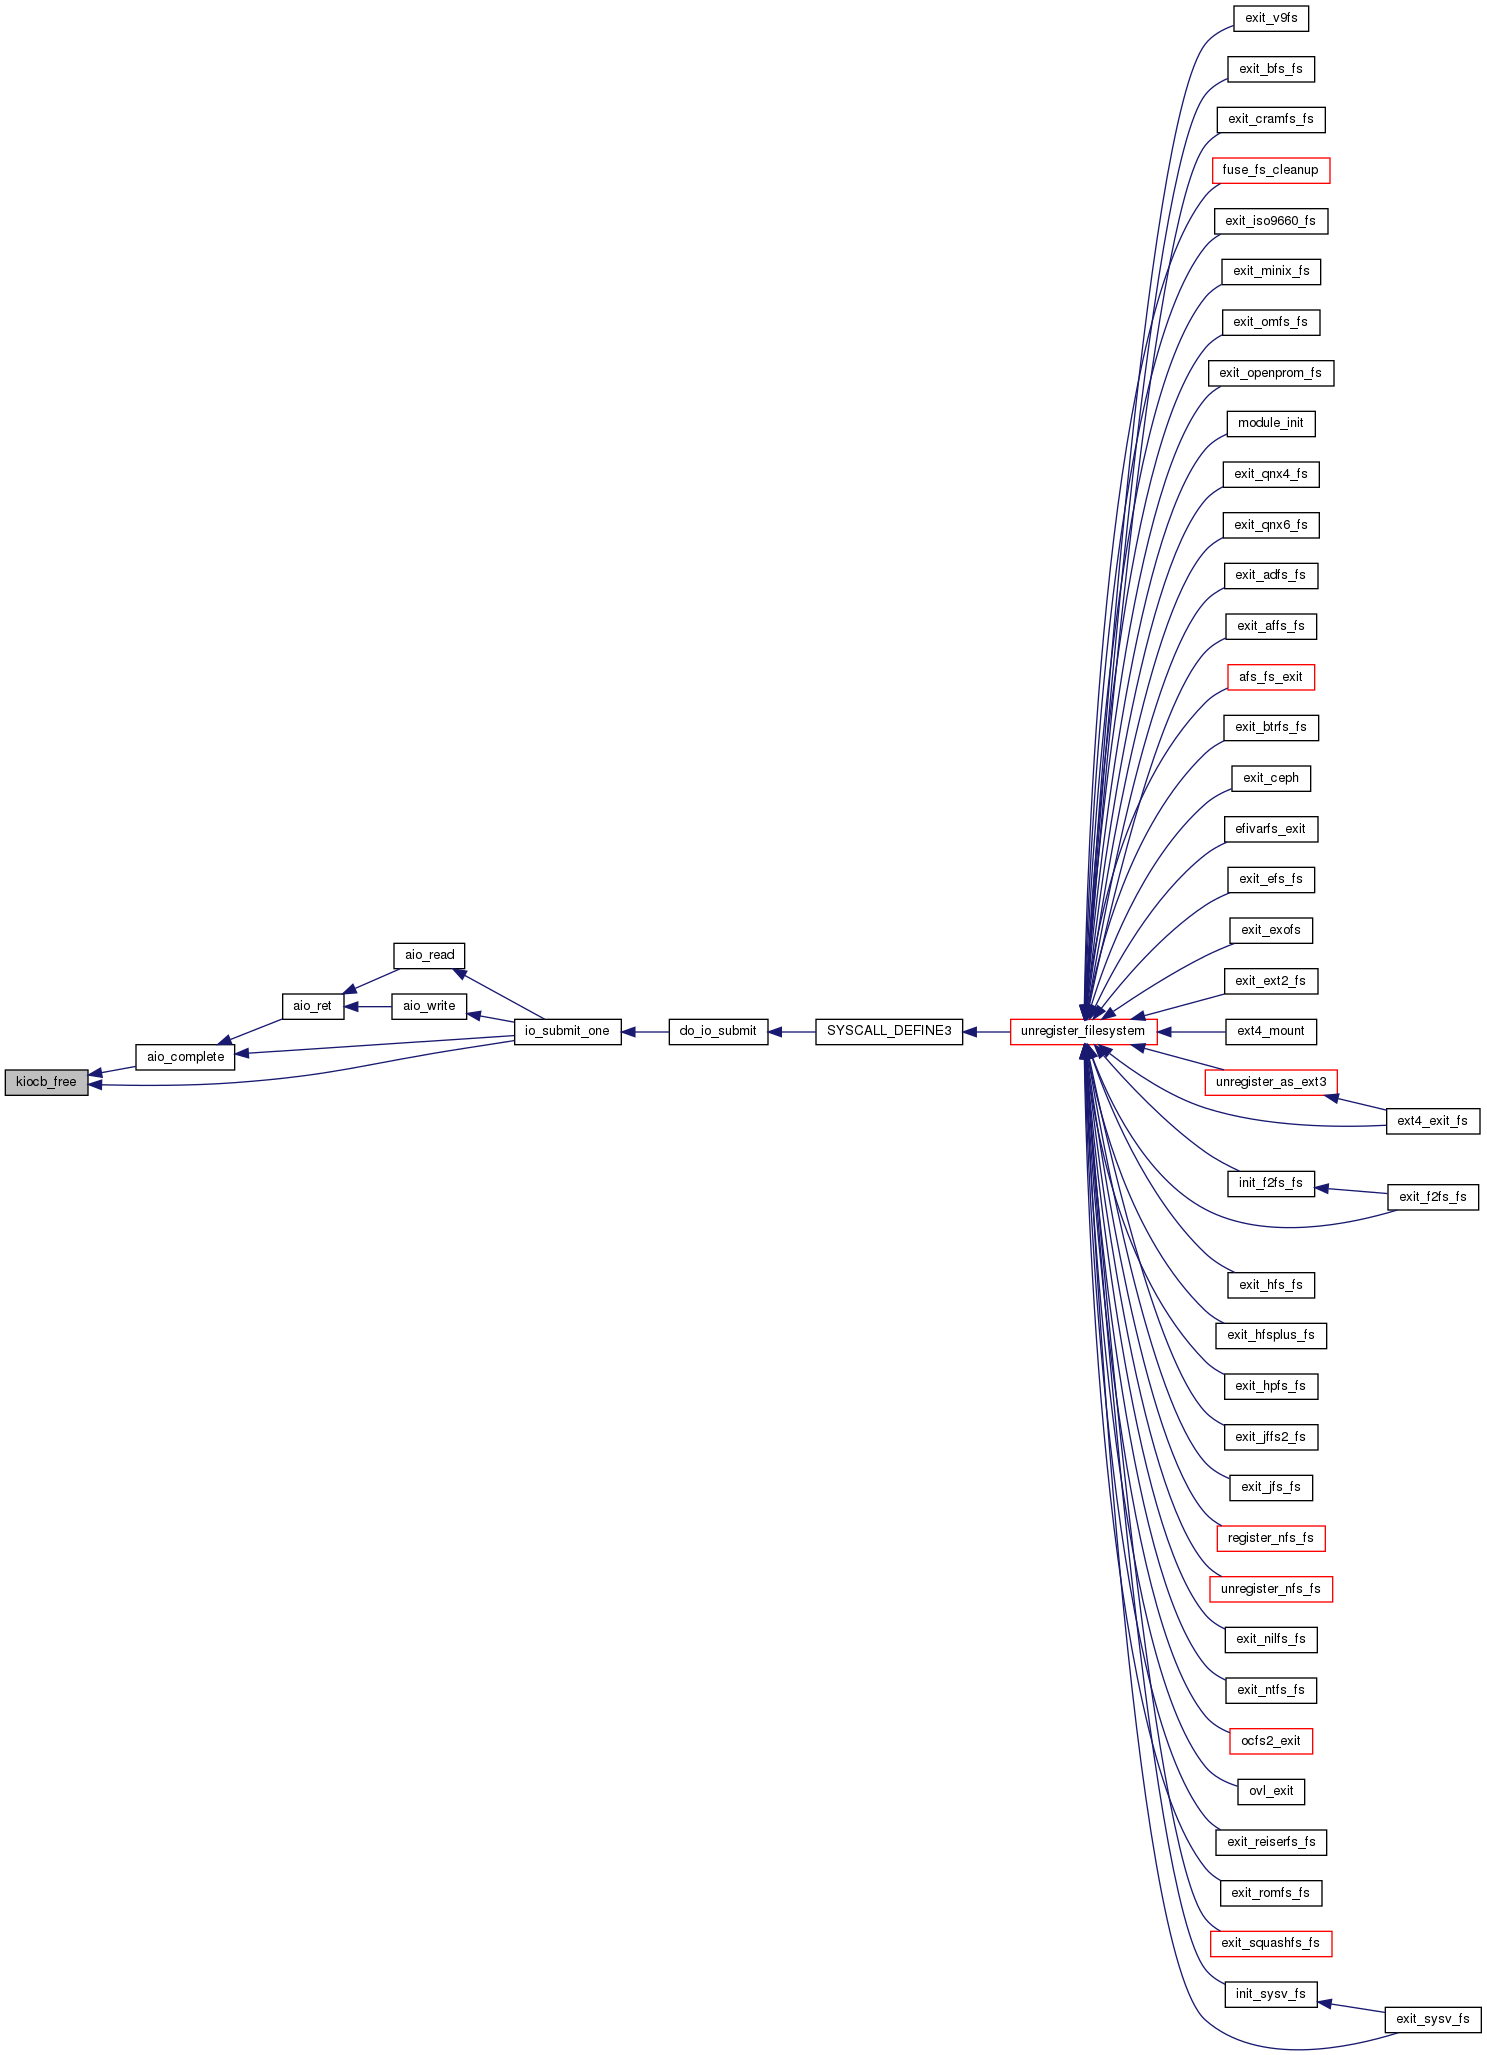 exit_v9fs
exit_bfs_fs
exit_cramfs_fs
fuse_fs_cleanup
exit_iso9660_fs
exit_minix_fs
exit_omfs_fs
exit_openprom_fs
module_init
exit_qnx4_fs
exit_qnx6_fs
exit_adfs_fs
exit_affs_fs
afs_fs_exit
exit_btrfs_fs
exit_ceph
efivarfs_exit
exit_efs_fs
exit_exofs
aio_read
exit_ext2_fs
aio_ret
aio_write
io_submit_one
do_io_submit
SYSCALL_DEFINE3
unregister_filesystem
ext4_mount
aio_complete
kiocb_free
unregister_as_ext3
ext4_exit_fs
init_f2fs_fs
exit_f2fs_fs
exit_hfs_fs
exit_hfsplus_fs
exit_hpfs_fs
exit_jffs2_fs
exit_jfs_fs
register_nfs_fs
unregister_nfs_fs
exit_nilfs_fs
exit_ntfs_fs
ocfs2_exit
ovl_exit
exit_reiserfs_fs
exit_romfs_fs
exit_squashfs_fs
init_sysv_fs
exit_sysv_fs